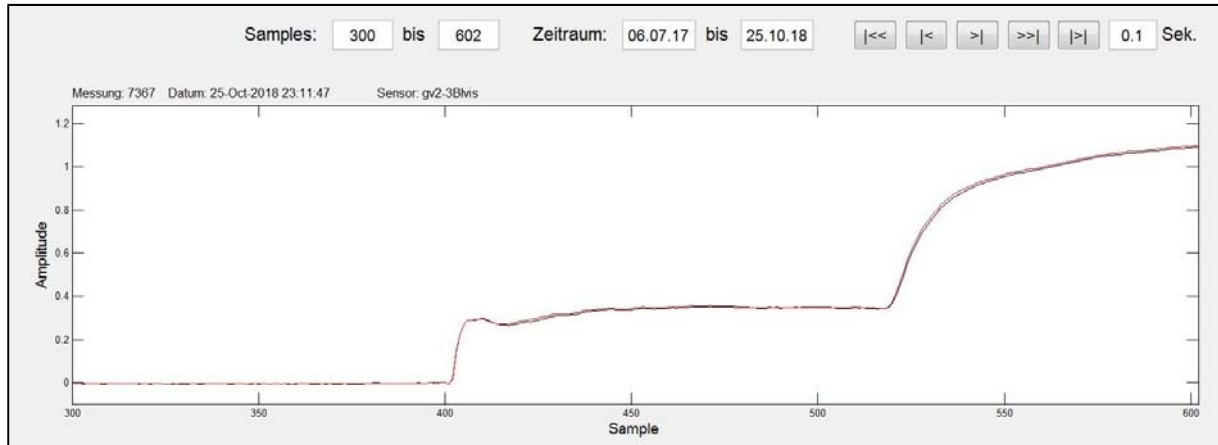 Samples: 300 bis 602 Zeitraum: 06.07.17 bis 25.10.18 |<< |< >| >>| |>| 0.1 Sek.
Messung: 7367 Datum: 25-Oct-2018 23:11:47 Sensor: gv2-3Blvis
1.2
1
0.8
0.6
0.4
0.2
0
Amplitude
300 350 400 450 500 550 600
Sample